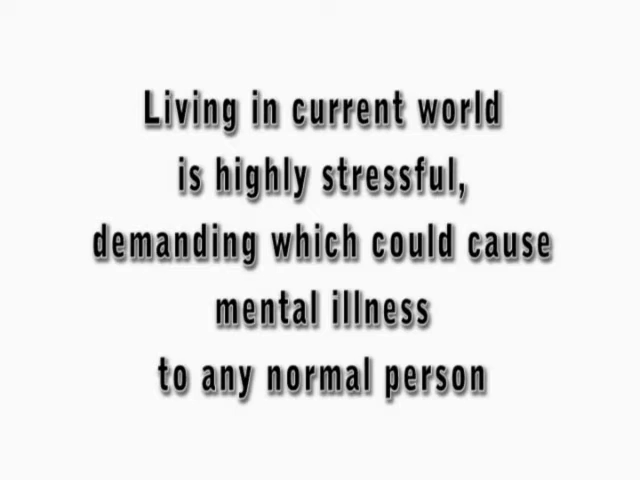 Living in current world
is highly stressful,
demanding which could cause
mental illness
to any normal person